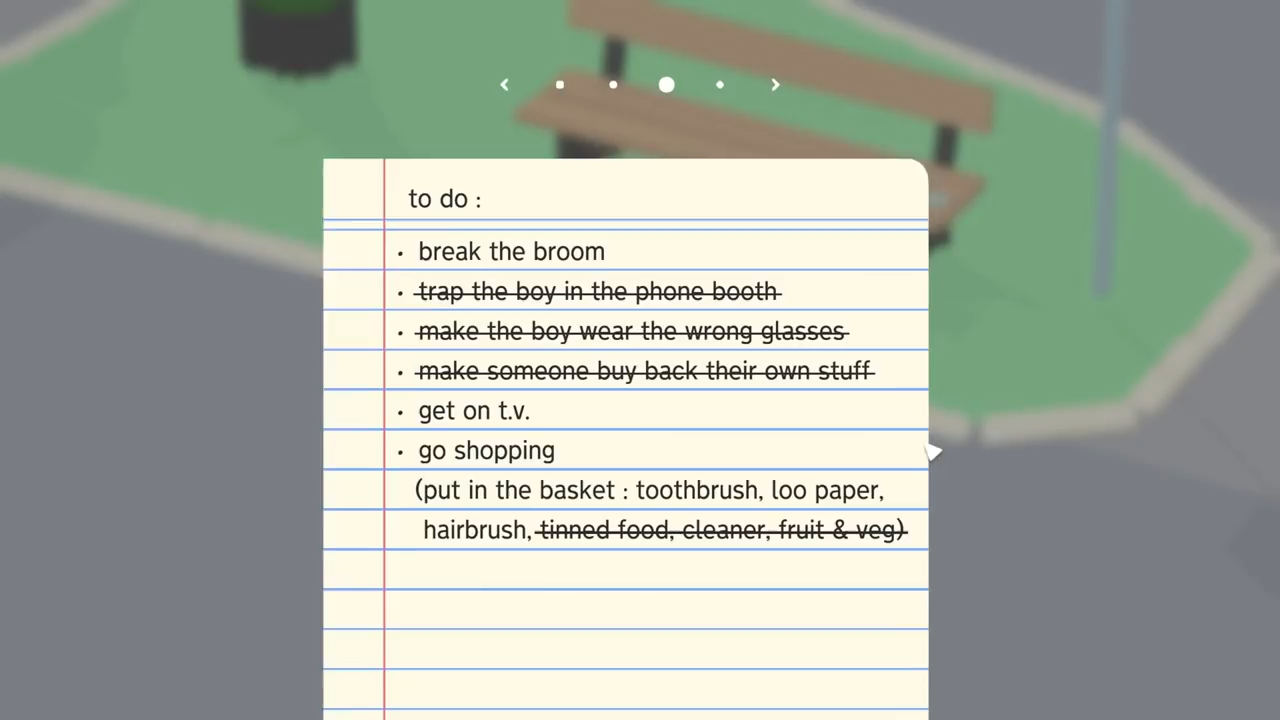 to do :
• break the broom
• trap the boy in the phone booth
• make the boy wear the wrong glasses
• make someone buy back their own stuff
• get on t.v.
• go shopping
(put in the basket : toothbrush, loo paper,
hairbrush, tinned food, cleaner, fruit & veg)